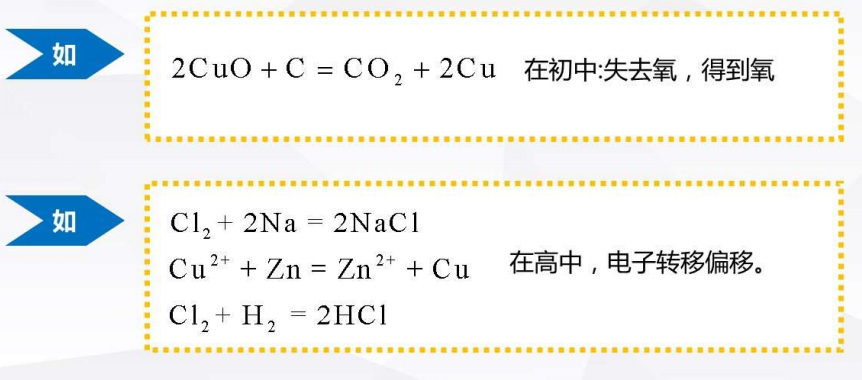 如
2CuO + C = CO₂ + 2Cu 在初中:失去氧，得到氧
如
Cl₂ + 2Na = 2NaCl
Cu²⁺ + Zn = Zn²⁺ + Cu 在高中，电子转移偏移。
Cl₂ + H₂ = 2HCl